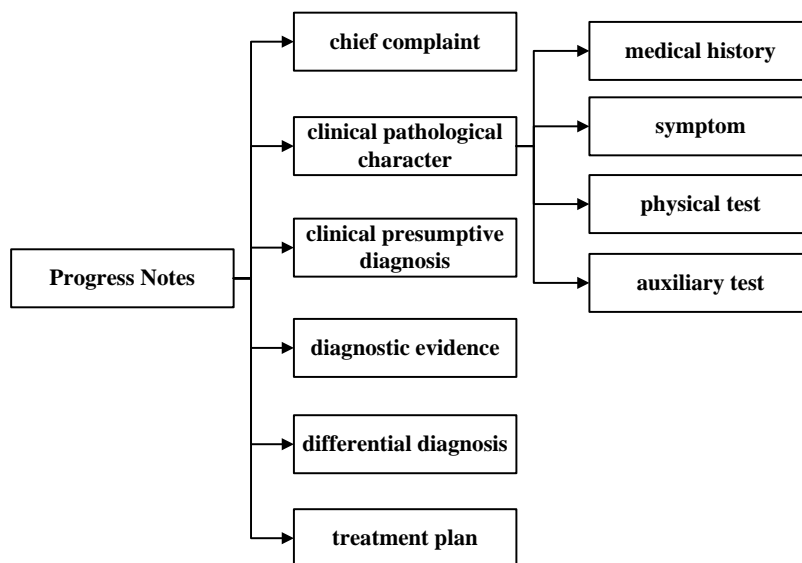 Progress Notes
chief complaint
clinical pathological
character
clinical presumptive
diagnosis
diagnostic evidence
differential diagnosis
treatment plan
medical history
symptom
physical test
auxiliary test